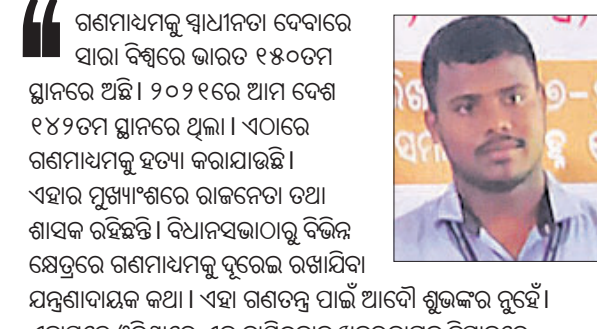 ଗଣମାଧ୍ୟମକୁ ସ୍ୱାଧୀନତା ଦେବାରେ
ସାରା ବିଶ୍ୱରେ ଭାରତ ୧୫୦ତମ
ସ୍ଥାନରେ ଅଛି। ୨୦୨୧ରେ ଆମ ଦେଶ
୧୪୨ତମ ସ୍ଥାନରେ ଥିଲା । ଏଠାରେ
ଗଣମାଧ୍ୟମକୁ ହତ୍ୟା କରାଯାଉଛି।
ଏହାର ମୁଖ୍ୟାଂଶରେ ରାଜନେତା ତଥା
ଶାସକ ରହିଛନ୍ତି । ବିଧାନସଭାଠାରୁ ବିଭିନ୍ନ
କ୍ଷେତ୍ରରେ ଗଣମାଧ୍ୟମକୁ ଦୂରେଇ ରଖାଯିବା
ଯନ୍ତ୍ରଣାଦାୟକ କଥା । ଏହା ଗଣତନ୍ତ୍ର ପାଇଁ ଆଦୌ ଶୁଭଙ୍କର ନୁହେଁ।